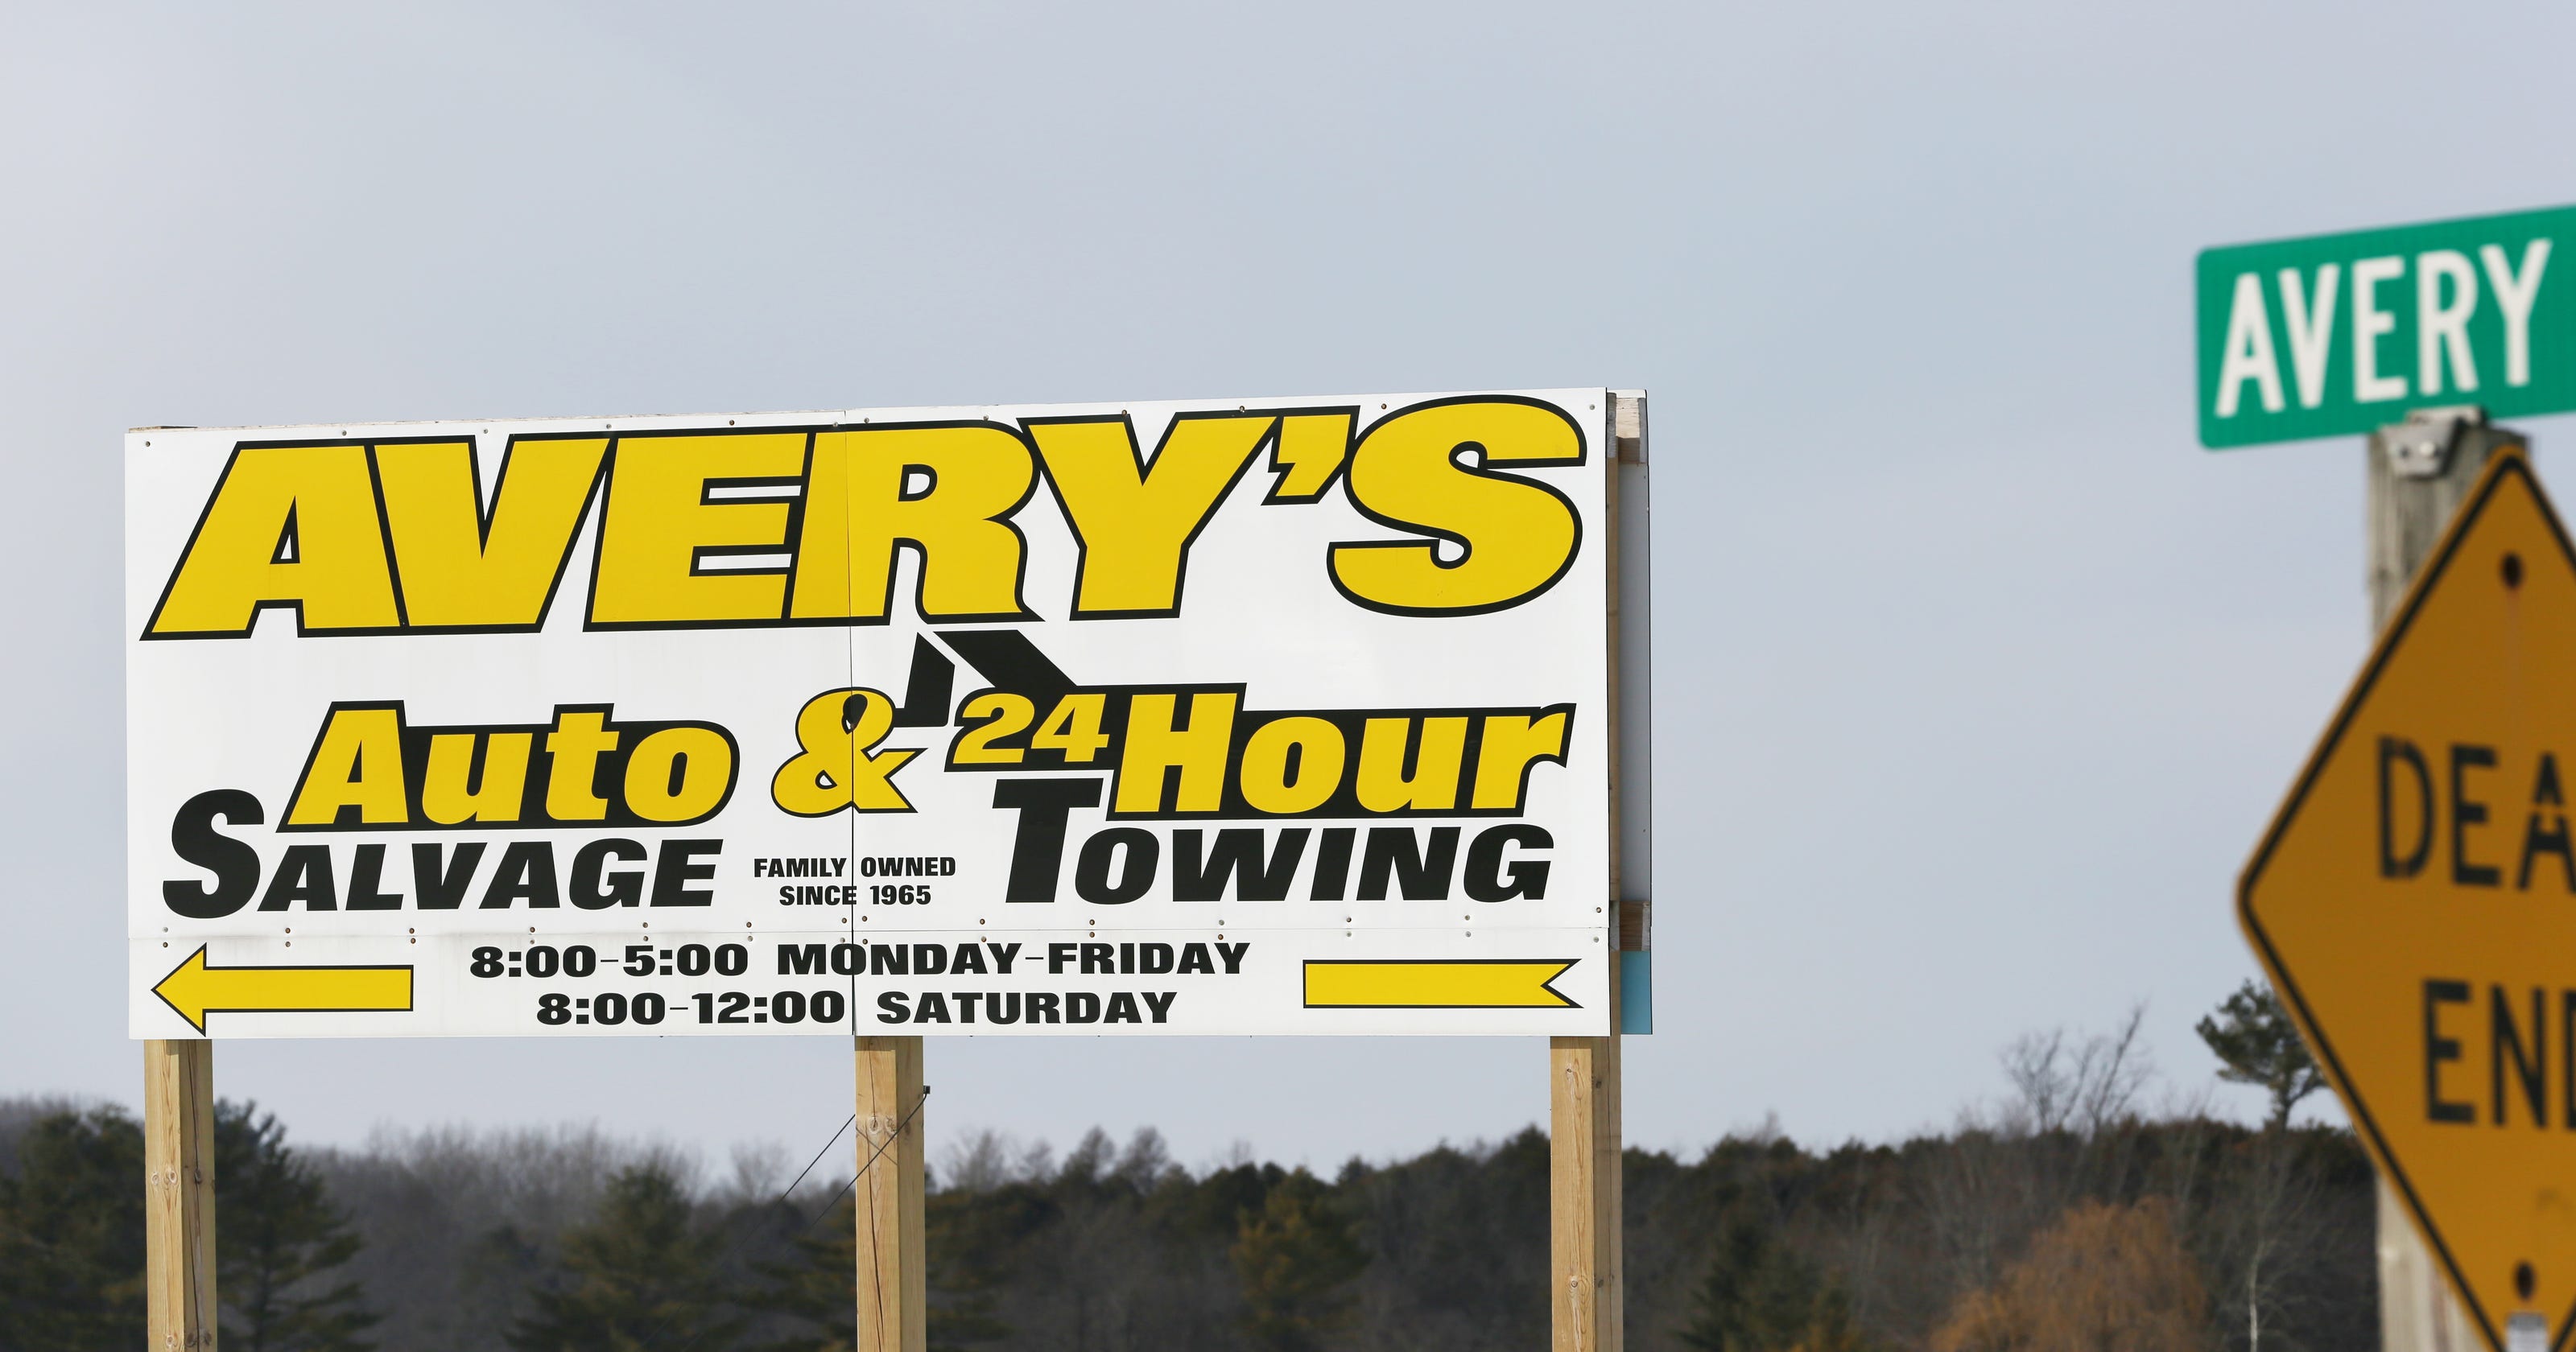 AVERY'S
Auto & 24 Hour
SALVAGE TOWING
FAMILY OWNED
SINCE 1965
8:00-5:00 MONDAY-FRIDAY
8:00-12:00 SATURDAY
AVERY
DEA
END